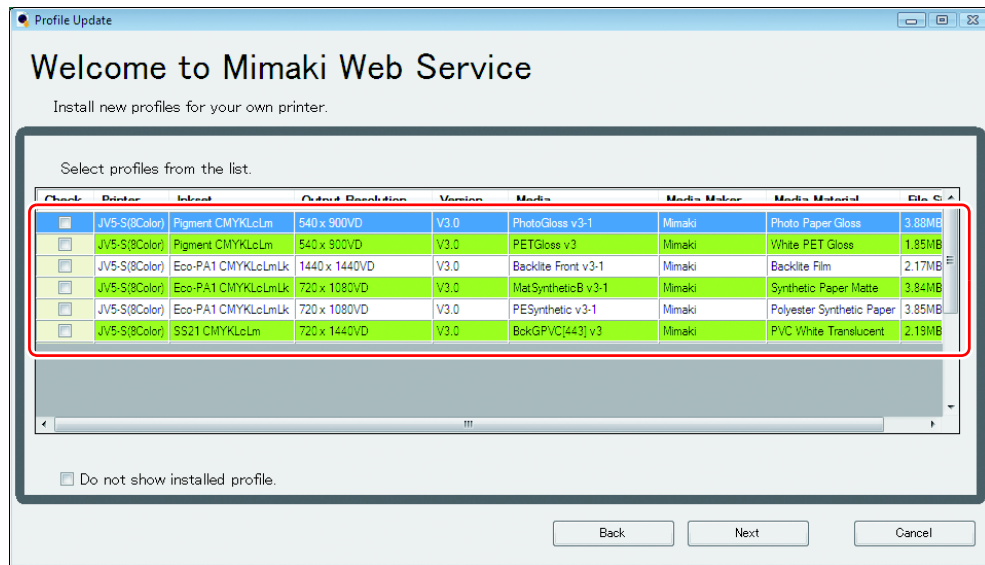 Profile Update
Welcome to Mimaki Web Service
Install new profiles for your own printer.
Select profiles from the list.
Check Printer Inkset Output Resolution Version Media Media Maker Media Material File S
JV5-S(8Color) Pigment CMYKLcLm 540 x 900VD V3.0 PhotoGloss v3-1 Mimaki Photo Paper Gloss 3.88MB
JV5-S(8Color) Pigment CMYKLcLm 540 x 900VD V3.0 PETGloss v3 Mimaki White PET Gloss 1.85MB
JV5-S(8Color) Eco-PA1 CMYKLcLmLk 1440 x 1440VD V3.0 Backlite Front v3-1 Mimaki Backlite Film 2.17MB
JV5-S(8Color) Eco-PA1 CMYKLcLmLk 720 x 1080VD V3.0 MatSyntheticB v3-1 Mimaki Synthetic Paper Matte 3.84MB
JV5-S(8Color) Eco-PA1 CMYKLcLmLk 720 x 1080VD V3.0 PESynthetic v3-1 Mimaki Polyester Synthetic Paper 3.85MB
JV5-S(8Color) SS21 CMYKLcLm 720 x 1440VD V3.0 BckGPVC[443] v3 Mimaki PVC White Translucent 2.19MB
Do not show installed profile.
Back Next Cancel